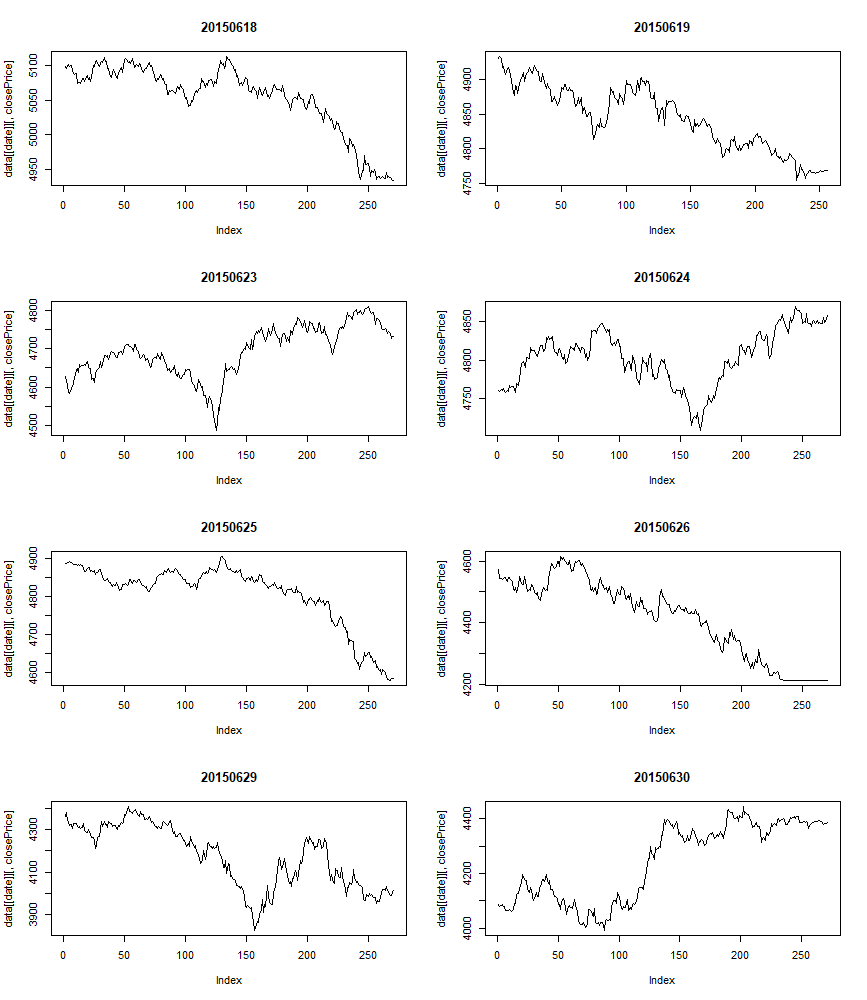 20150618
data[[date]][, closePrice]
5100
5050
5000
4950
0 50 100 150 200 250
Index
20150619
data[[date]][, closePrice]
4900
4850
4800
4750
0 50 100 150 200 250
Index
20150623
data[[date]][, closePrice]
4800
4700
4600
4500
0 50 100 150 200 250
Index
20150624
data[[date]][, closePrice]
4850
4800
4750
0 50 100 150 200 250
Index
20150625
data[[date]][, closePrice]
4900
4800
4700
4600
0 50 100 150 200 250
Index
20150626
data[[date]][, closePrice]
4600
4400
4200
0 50 100 150 200 250
Index
20150629
data[[date]][, closePrice]
4300
4100
3900
0 50 100 150 200 250
Index
20150630
data[[date]][, closePrice]
4400
4200
4000
0 50 100 150 200 250
Index